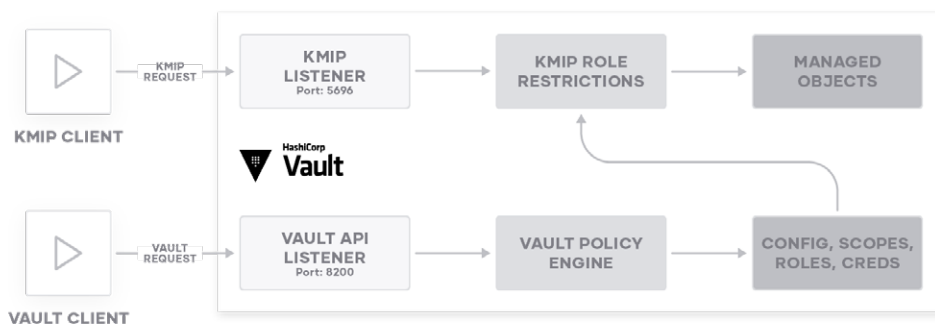 KMIP CLIENT
KMIP
REQUEST
KMIP
LISTENER
Port: 5696
KMIP ROLE
RESTRICTIONS
MANAGED
OBJECTS
HashiCorp
Vault
VAULT CLIENT
VAULT
REQUEST
VAULT API
LISTENER
Port: 8200
VAULT POLICY
ENGINE
CONFIG, SCOPES,
ROLES, CREDS